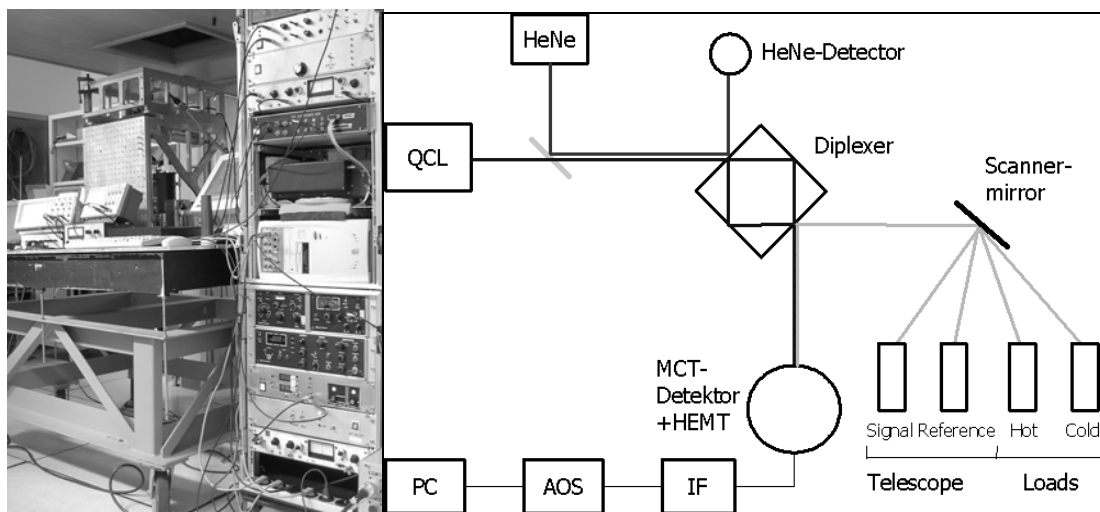 HeNe
HeNe-Detector
QCL
Diplexer
Scanner-
mirror
MCT-
Detektor
+HEMT
Signal Reference Hot Cold
Telescope Loads
PC AOS IF